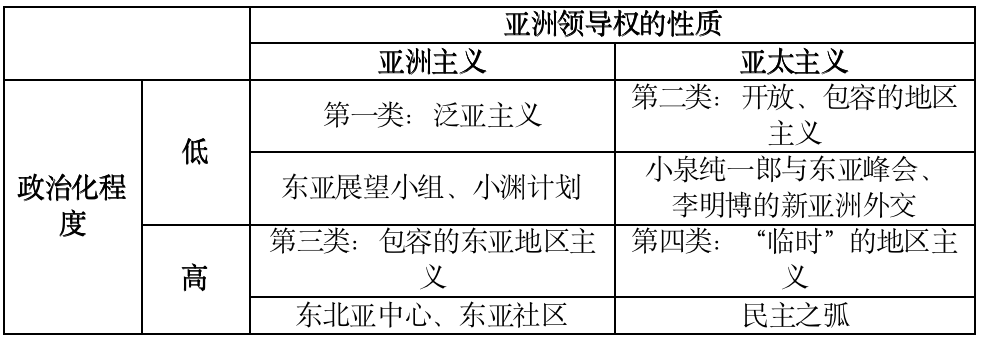 亚洲领导权的性质
亚洲主义
亚太主义
政治化程
度
低
第一类：泛亚主义
第二类：开放、包容的地区
主义
东亚展望小组、小渊计划
小泉纯一郎与东亚峰会、
李明博的新亚洲外交
高
第三类：包容的东亚地区主
义
第四类：“临时”的地区主
义
东北亚中心、东亚社区
民主之弧